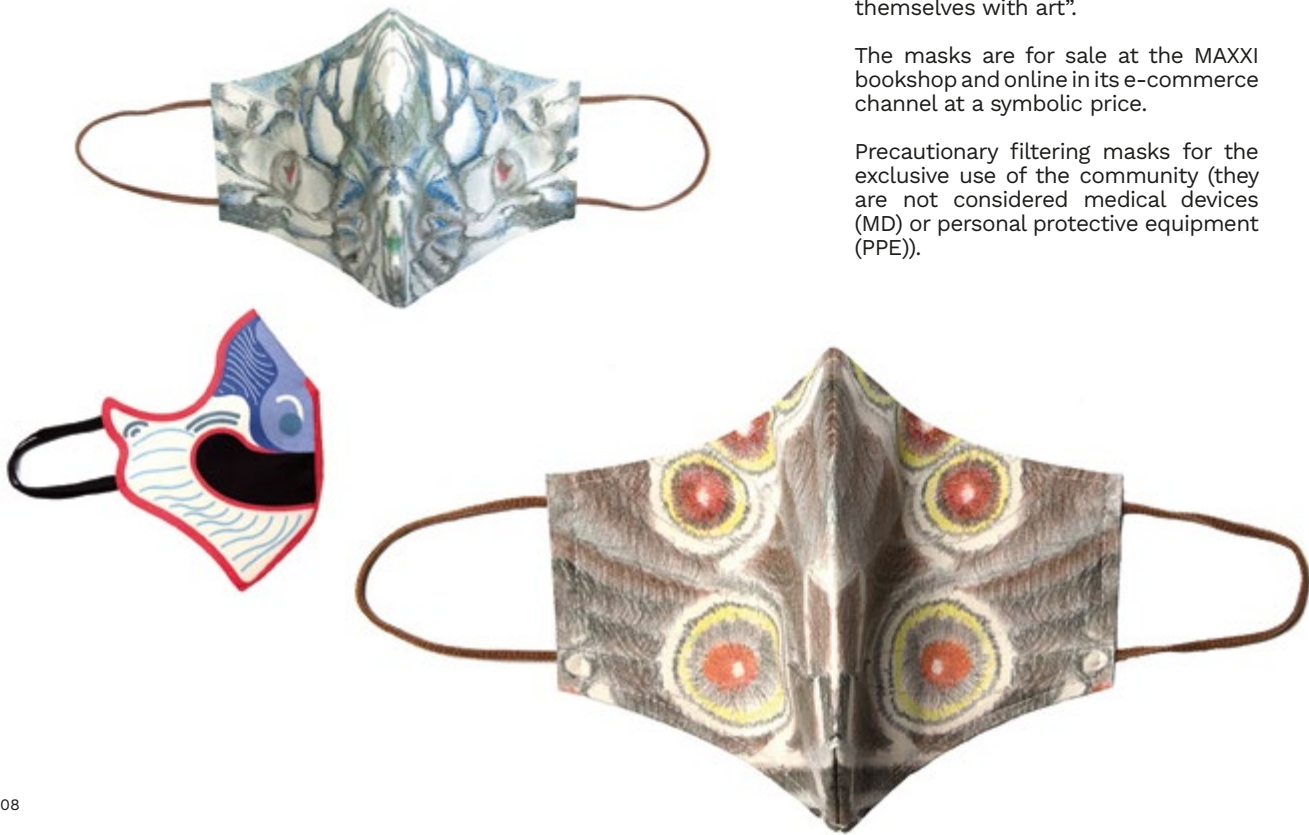 themselves with art”.
The masks are for sale at the MAXXI
bookshop and online in its e-commerce
channel at a symbolic price.
Precautionary filtering masks for the
exclusive use of the community (they
are not considered medical devices
(MD) or personal protective equipment
(PPE)).
08